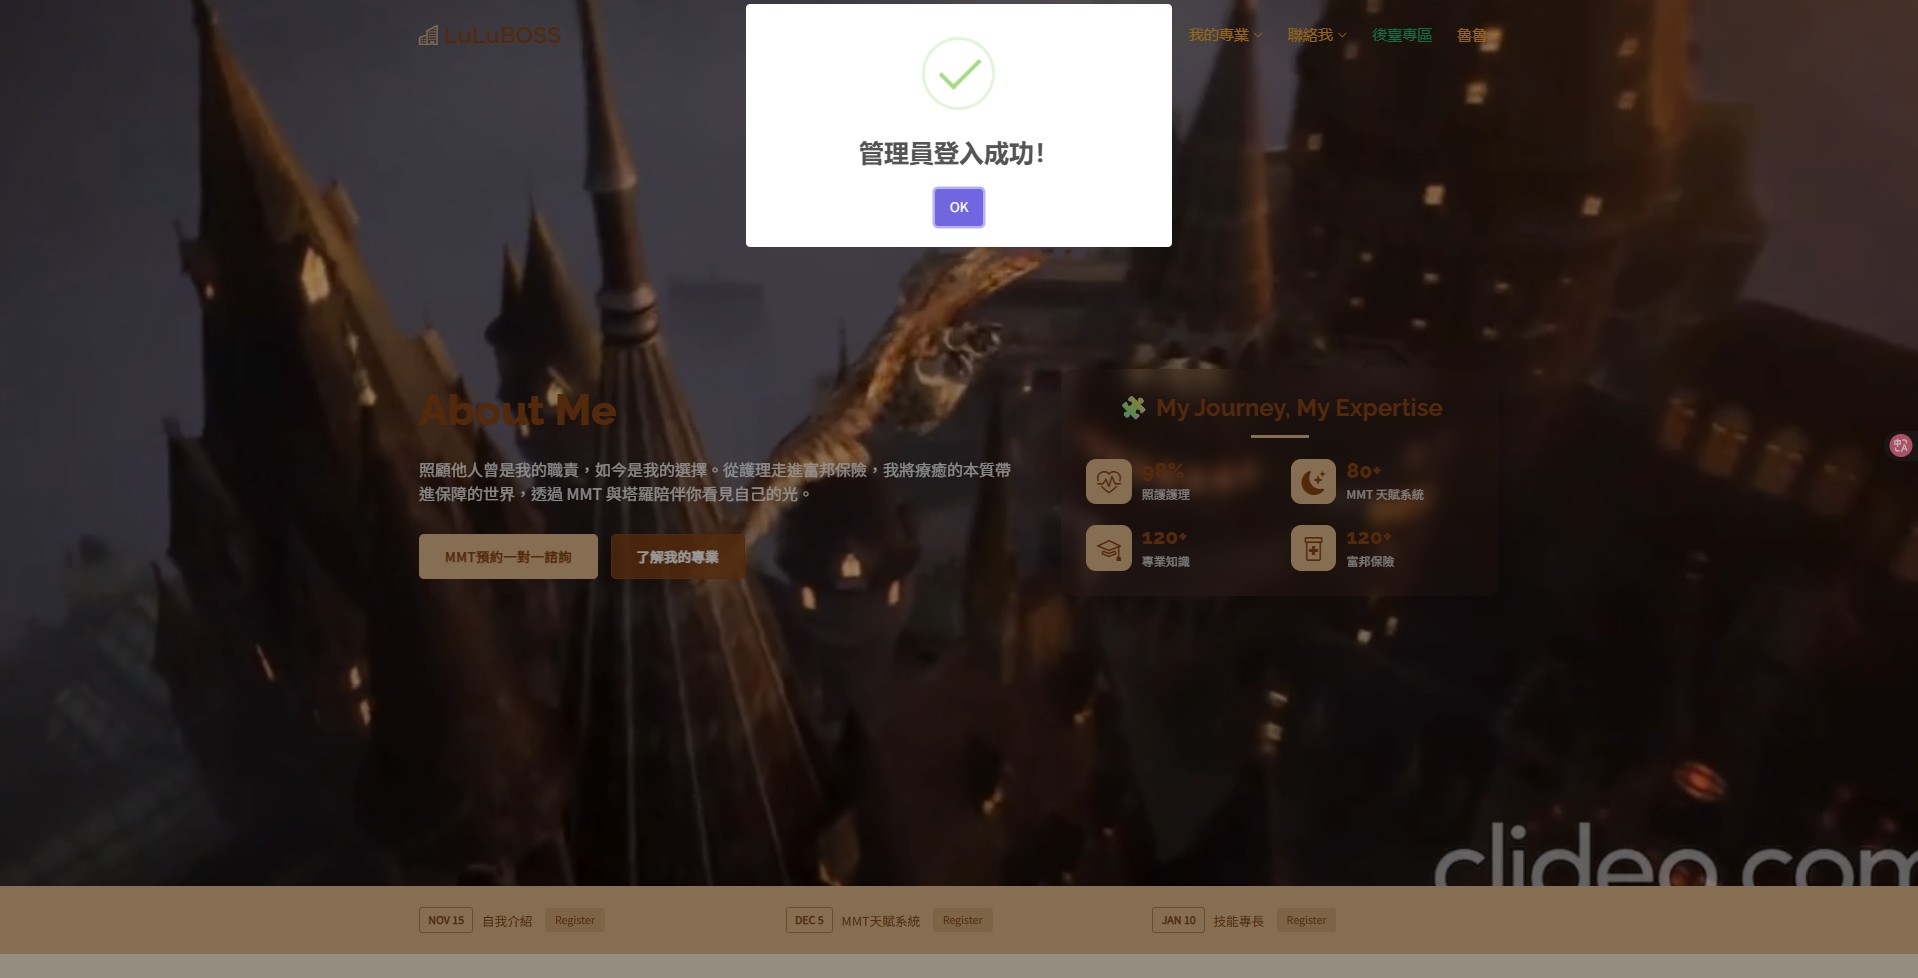 LuLuBOSS
我的專業
聯絡我
後臺專區
魯魯
管理員登入成功!
OK
About Me
照顧他人曾是我的職責，如今是我的選擇。從護理走進富邦保險，我將療癒的本質帶
進保障的世界，透過 MMT 與塔羅陪伴你看見自己的光。
MMT預約一對一諮詢
了解我的專業
My Journey, My Expertise
98%
照護護理
80+
MMT 天賦系統
120+
專業知識
120+
富邦保險
clideo.com
NOV 15
自我介紹
Register
DEC 5
MMT天賦系統
Register
JAN 10
技能專長
Register